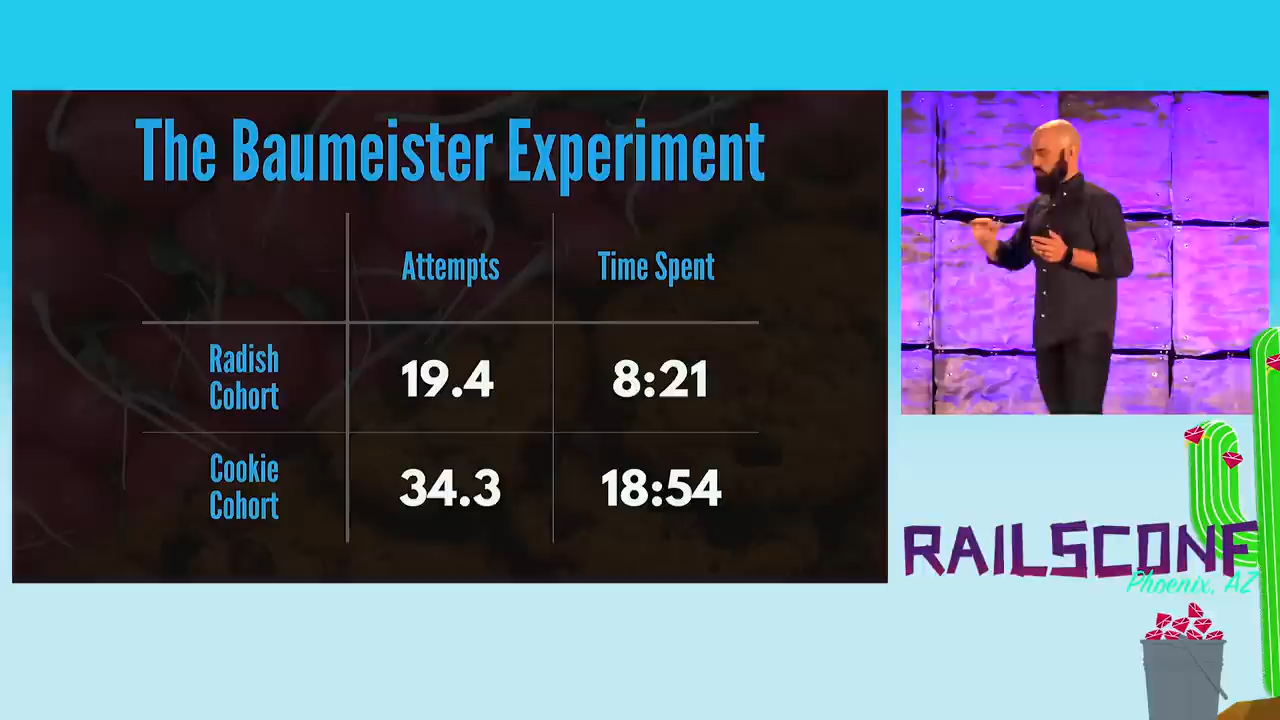 The Baumeister Experiment
Attempts
Time Spent
Radish
Cohort
19.4
8:21
Cookie
Cohort
34.3
18:54
RAILSCONF
Phoenix, AZ